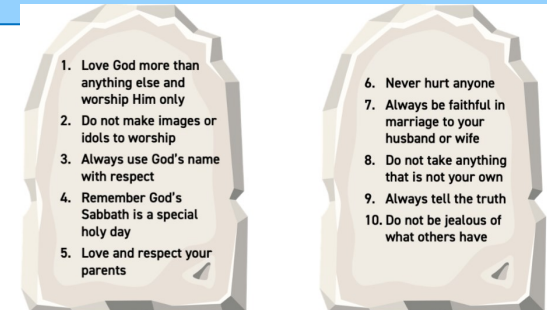 1. Love God more than
anything else and
worship Him only
2. Do not make images or
idols to worship
3. Always use God's name
with respect
4. Remember God's
Sabbath is a special
holy day
5. Love and respect your
parents
6. Never hurt anyone
7. Always be faithful in
marriage to your
husband or wife
8. Do not take anything
that is not your own
9. Always tell the truth
10. Do not be jealous of
what others have